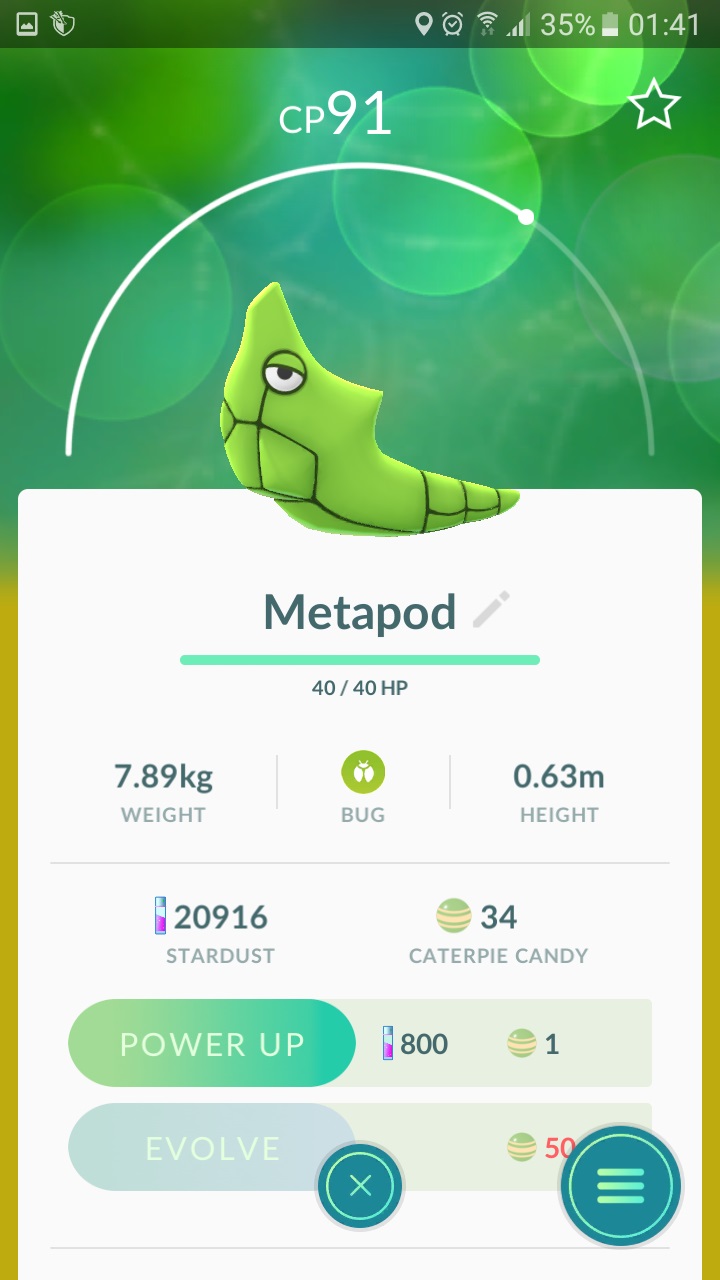 35% 01:41
CP91
Metapod
40 / 40 HP
7.89kg 0.63m
WEIGHT BUG HEIGHT
20916 34
STARDUST CATERPIE CANDY
POWER UP 800 1
EVOLVE 50